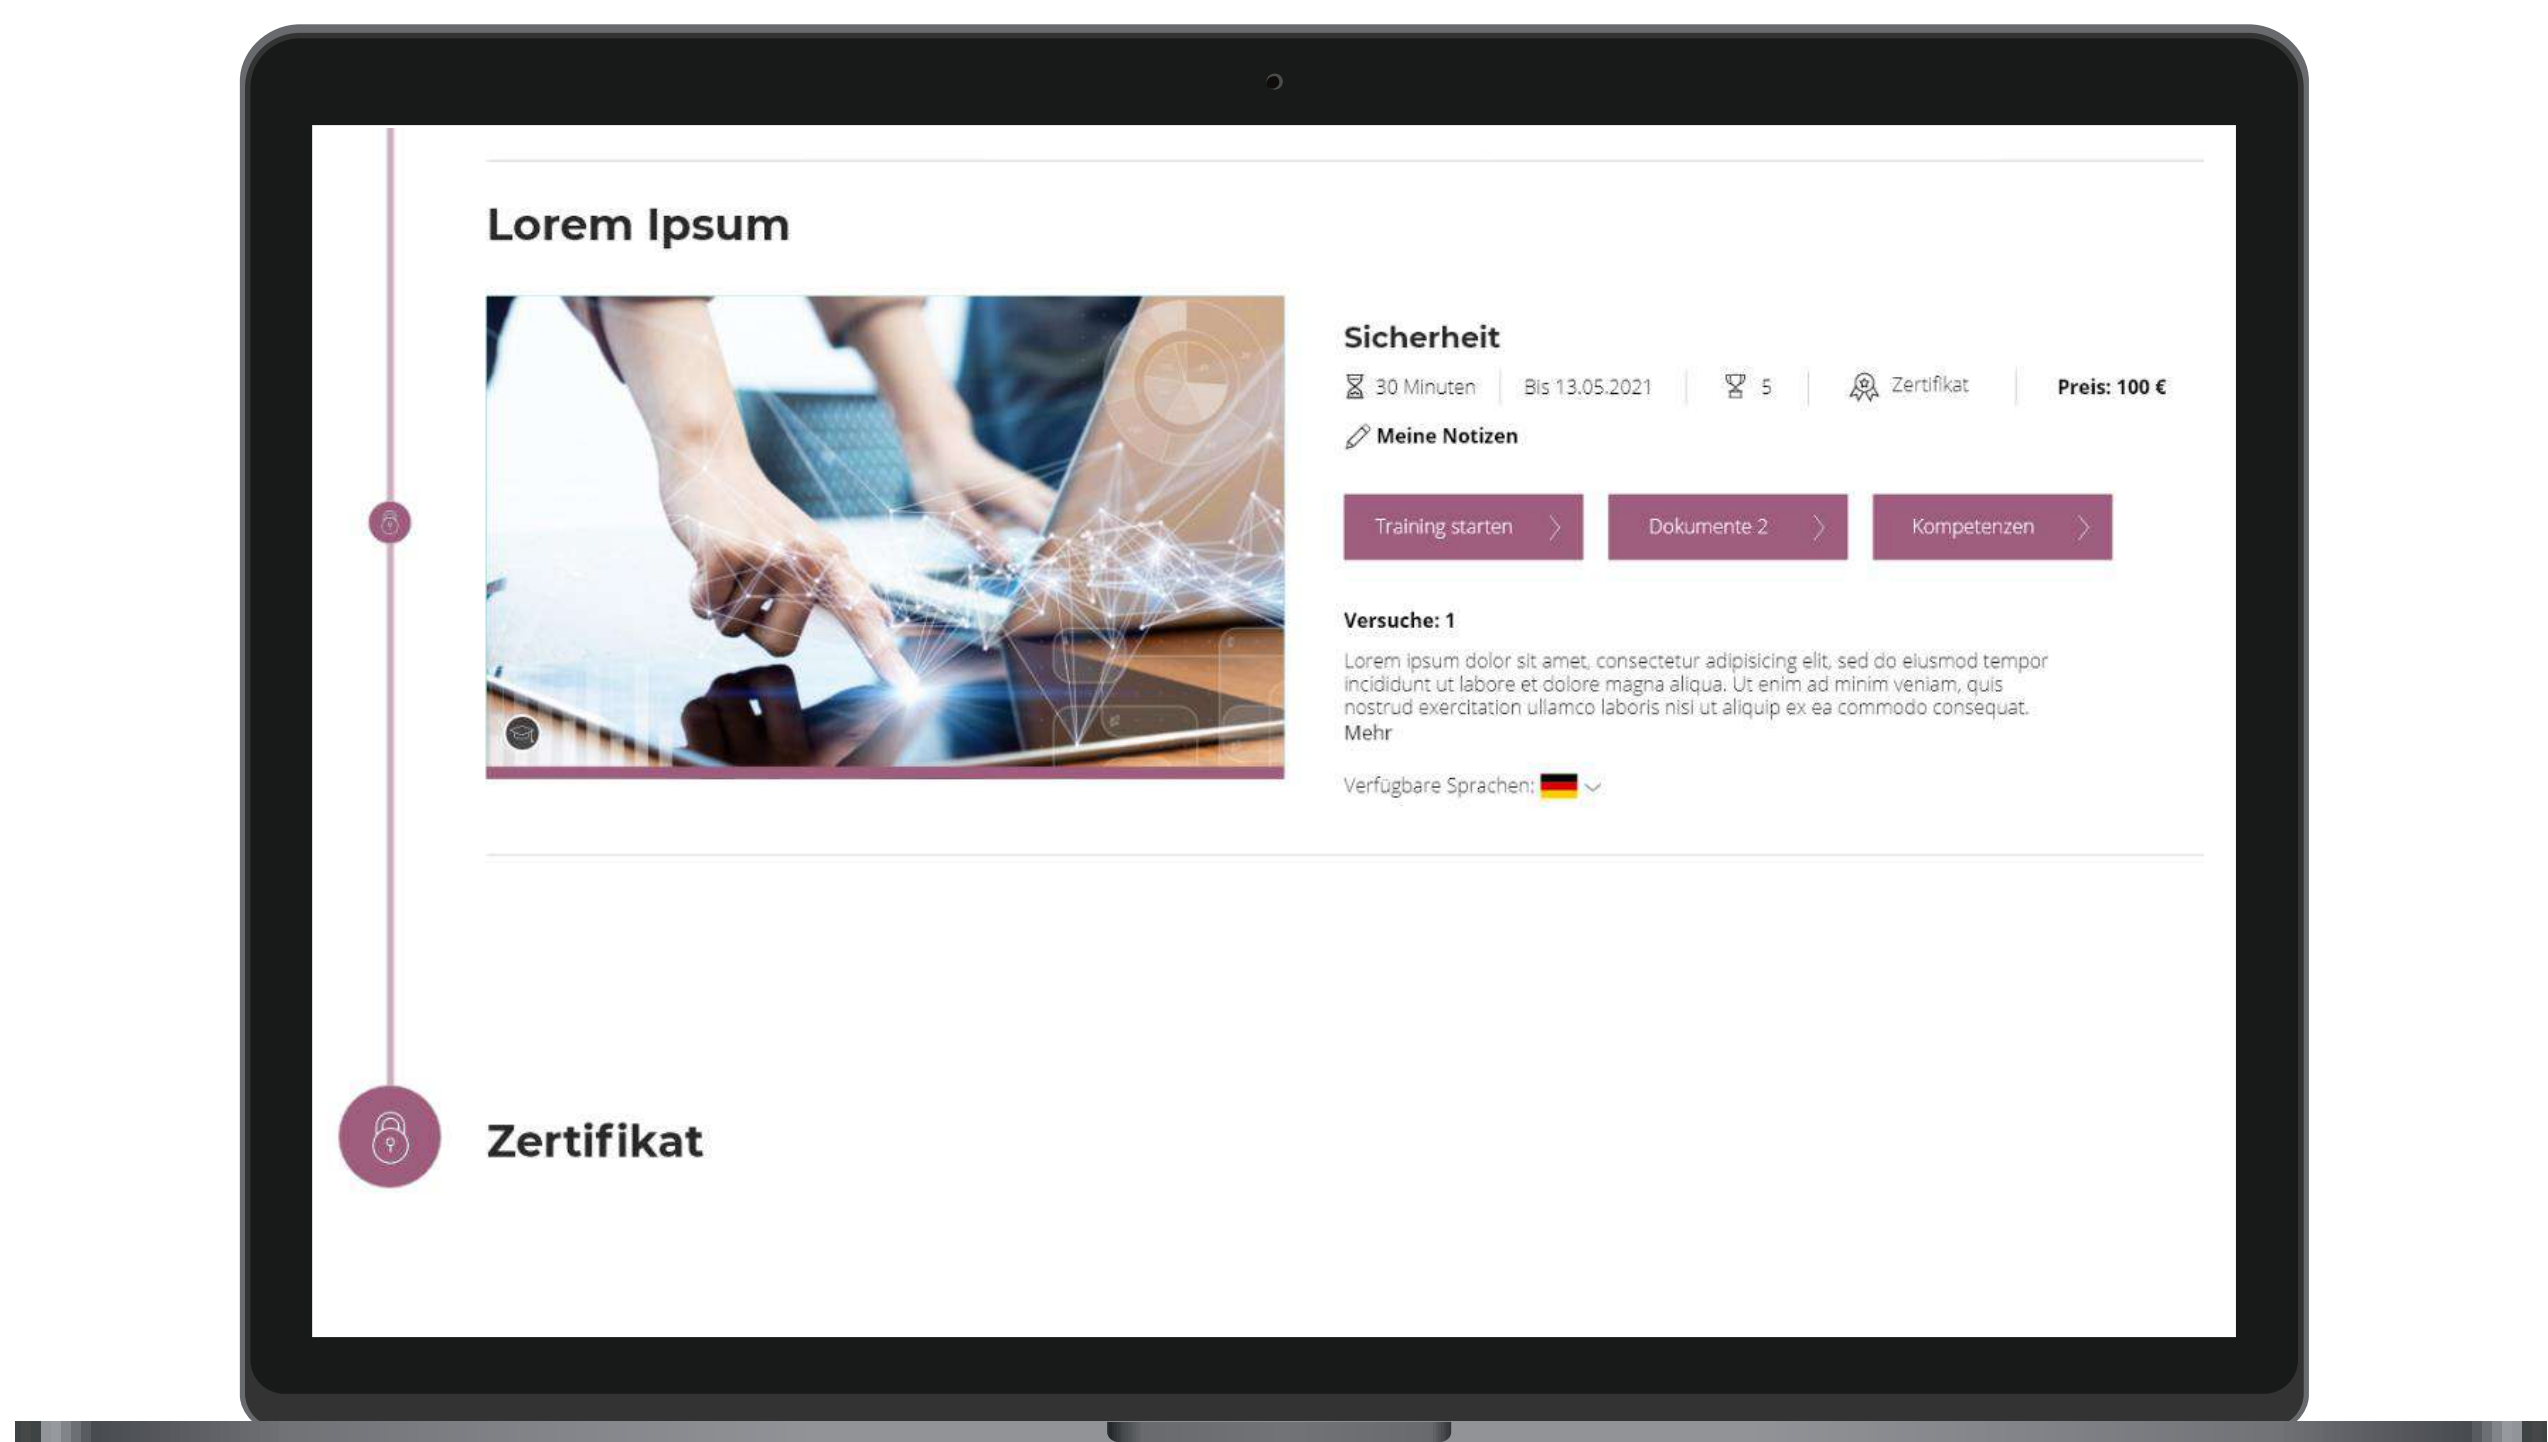 Lorem Ipsum
Sicherheit
30 Minuten
Bis 13.05.2021
5
Zertifikat
Preis: 100 €
Meine Notizen
Training starten
Dokumente 2
Kompetenzen
Versuche: 1
Lorem ipsum dolor sit amet, consectetur adipisicing elit, sed do eiusmod tempor
incididunt ut labore et dolore magna aliqua. Ut enim ad minim veniam, quis
nostrud exercitation ullamco laboris nisi ut aliquip ex ea commodo consequat.
Mehr
Verfügbare Sprachen:
Zertifikat